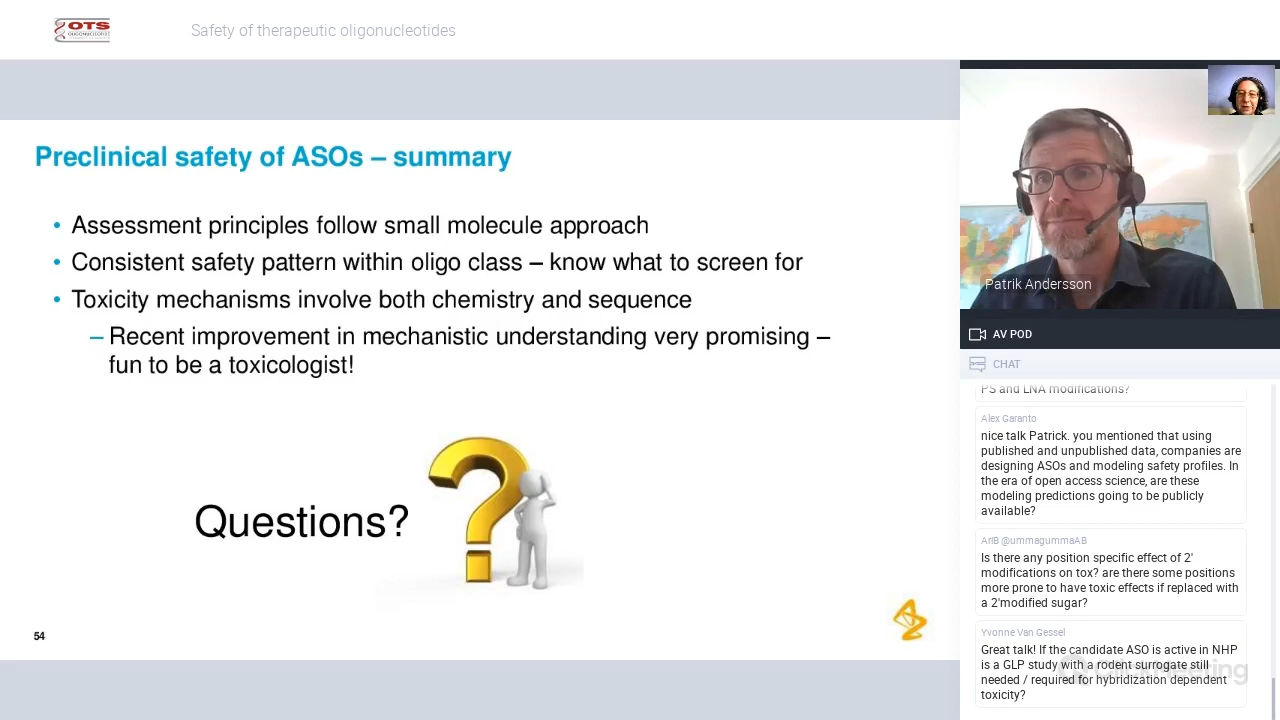 OTS
OLIGONUCLEOTIDE
Safety of therapeutic oligonucleotides
Preclinical safety of ASOs – summary
• Assessment principles follow small molecule approach
• Consistent safety pattern within oligo class – know what to screen for
• Toxicity mechanisms involve both chemistry and sequence
– Recent improvement in mechanistic understanding very promising –
fun to be a toxicologist!
Questions?
54
Patrik Andersson
AV POD
CHAT
PS and LNA modifications?
Alex Garanto
nice talk Patrick. you mentioned that using
published and unpublished data, companies are
designing ASOs and modeling safety profiles. In
the era of open access science, are these
modeling predictions going to be publicly
available?
AriB @ummagummaAB
Is there any position specific effect of 2'
modifications on tox? are there some positions
more prone to have toxic effects if replaced with
a 2'modified sugar?
Yvonne Van Gessel
Great talk! If the candidate ASO is active in NHP
is a GLP study with a rodent surrogate still
needed / required for hybridization dependent
toxicity?
ClickMeeting